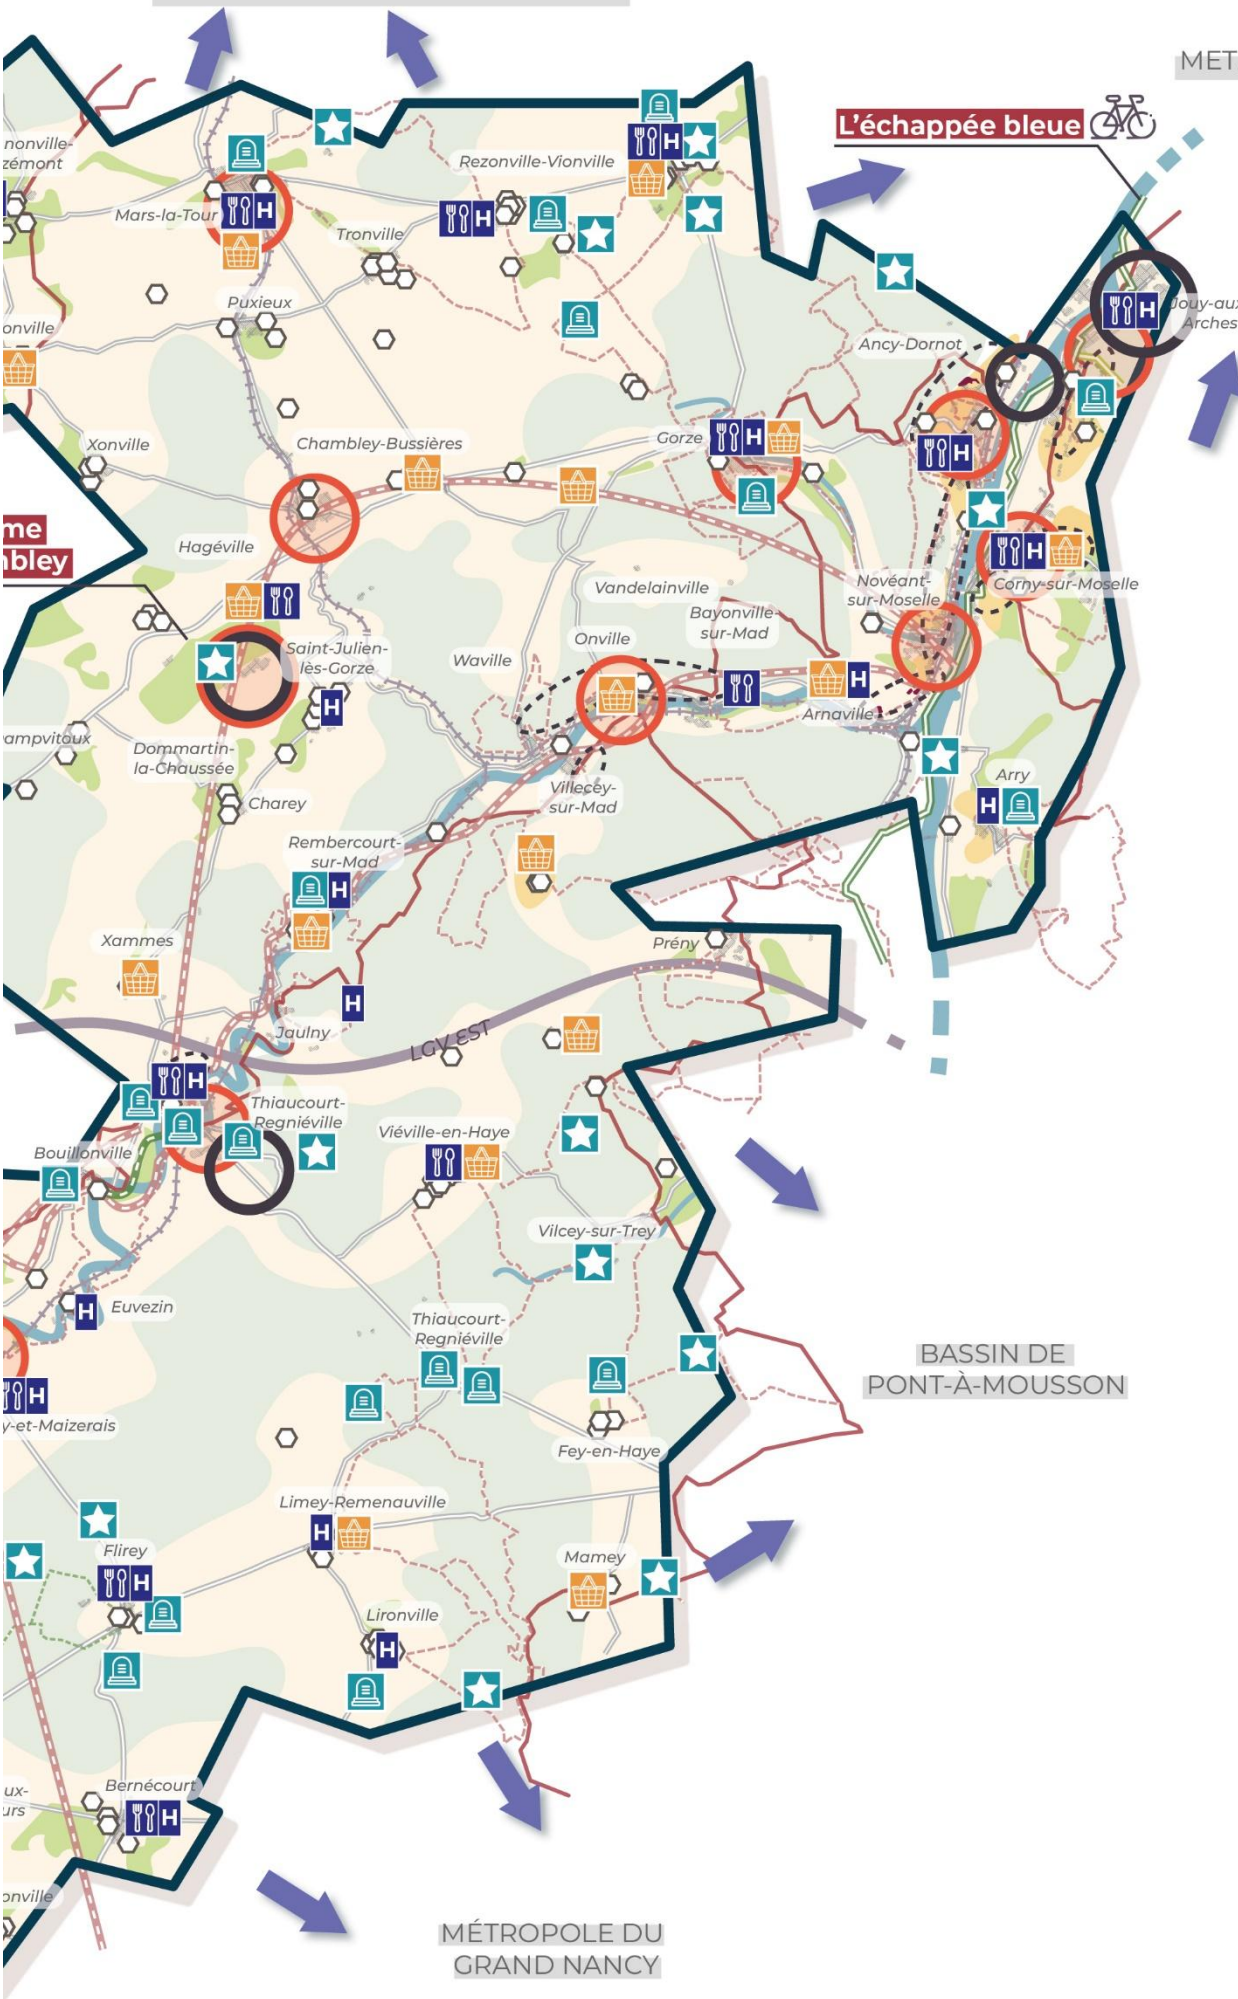 MET
L'échappée bleue
nonville-
zémont
Rezonville-Vionville
Mars-la-Tour
H
H
H
Tronville
Puxieux
Jouy-aux
Arches
H
onville
Ancy-Dornot
Xonville
Chambley-Bussières
Gorze
H
H
me
bley
Hagéville
Vandelainville
Novéant-
sur-Moselle
H
Corny-sur-Moselle
Bayonville-
sur-Mad
Onville
Saint-Julien-
lès-Gorze
Waville
H
H
Arnaville
ampvitoux
Dommartin-
la-Chaussée
Charey
Villecey-
sur-Mad
Arry
H
Rembercourt-
sur-Mad
H
Xammes
Prény
H
Jaulny
LGV EST
H
Thiaucourt-
Regniéville
Viéville-en-Haye
Bouillonville
Vilcey-sur-Trey
H
Euvezin
Thiaucourt-
Regniéville
BASSIN DE
PONT-À-MOUSSON
H
y-et-Maizerais
Fey-en-Haye
Limey-Remenauville
H
Flirey
H
Mamey
Lironville
H
ux-
urs
Bernécourt
H
onville
MÉTROPOLE DU
GRAND NANCY